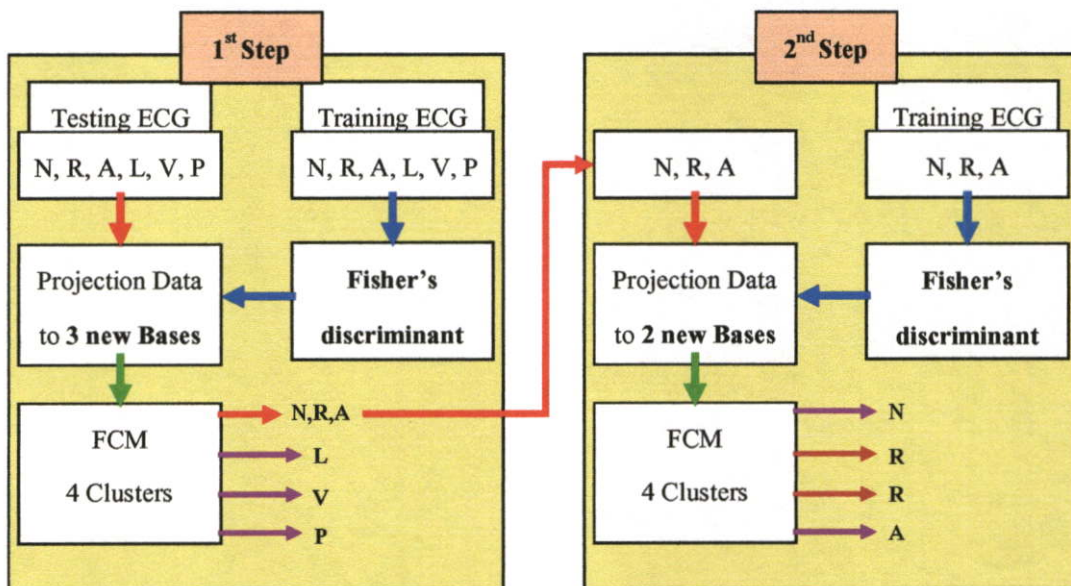 1st Step
Testing ECG
N, R, A, L, V, P
Training ECG
N, R, A, L, V, P
Projection Data
to 3 new Bases
Fisher's
discriminant
FCM
4 Clusters
N,R,A
L
V
P
2nd Step
N, R, A
Training ECG
N, R, A
Projection Data
to 2 new Bases
Fisher's
discriminant
FCM
4 Clusters
N
R
R
A